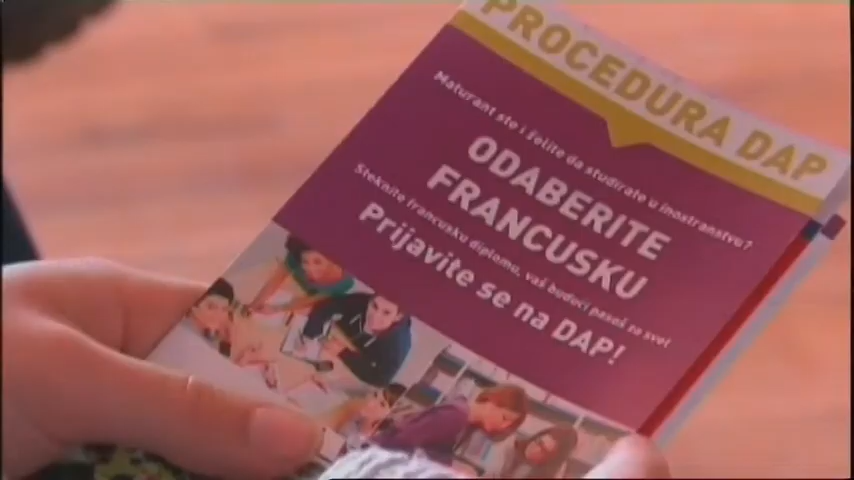 PROCEDURA DAP
Maturant ste i želite da studirate u inostranstvu?
ODABERITE
FRANCUSKU
Steknite francusku diplomu, vaš budući pasoš za svet
Prijavite se na DAP!